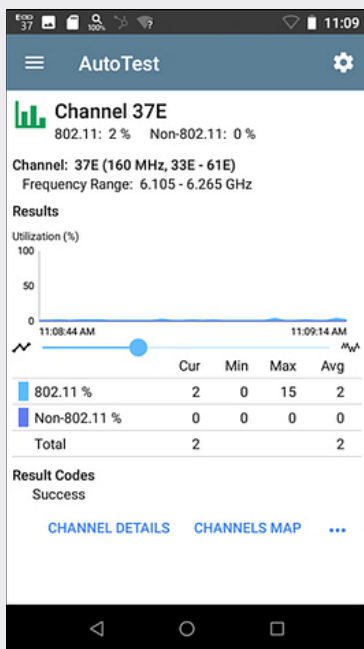 E
37
100%
11:09
AutoTest
Channel 37E
802.11: 2 % Non-802.11: 0 %
Channel: 37E (160 MHz, 33E - 61E)
Frequency Range: 6.105 - 6.265 GHz
Results
Utilization (%)
100
50
0
11:08:44 AM 11:09:14 AM
Cur Min Max Avg
802.11 % 2 0 15 2
Non-802.11 % 0 0 0 0
Total 2 2
Result Codes
Success
CHANNEL DETAILS CHANNELS MAP ...